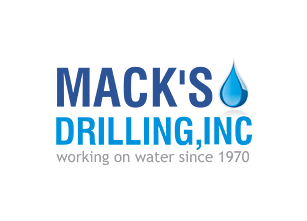 MACK'S
DRILLING,INC
working on water since 1970